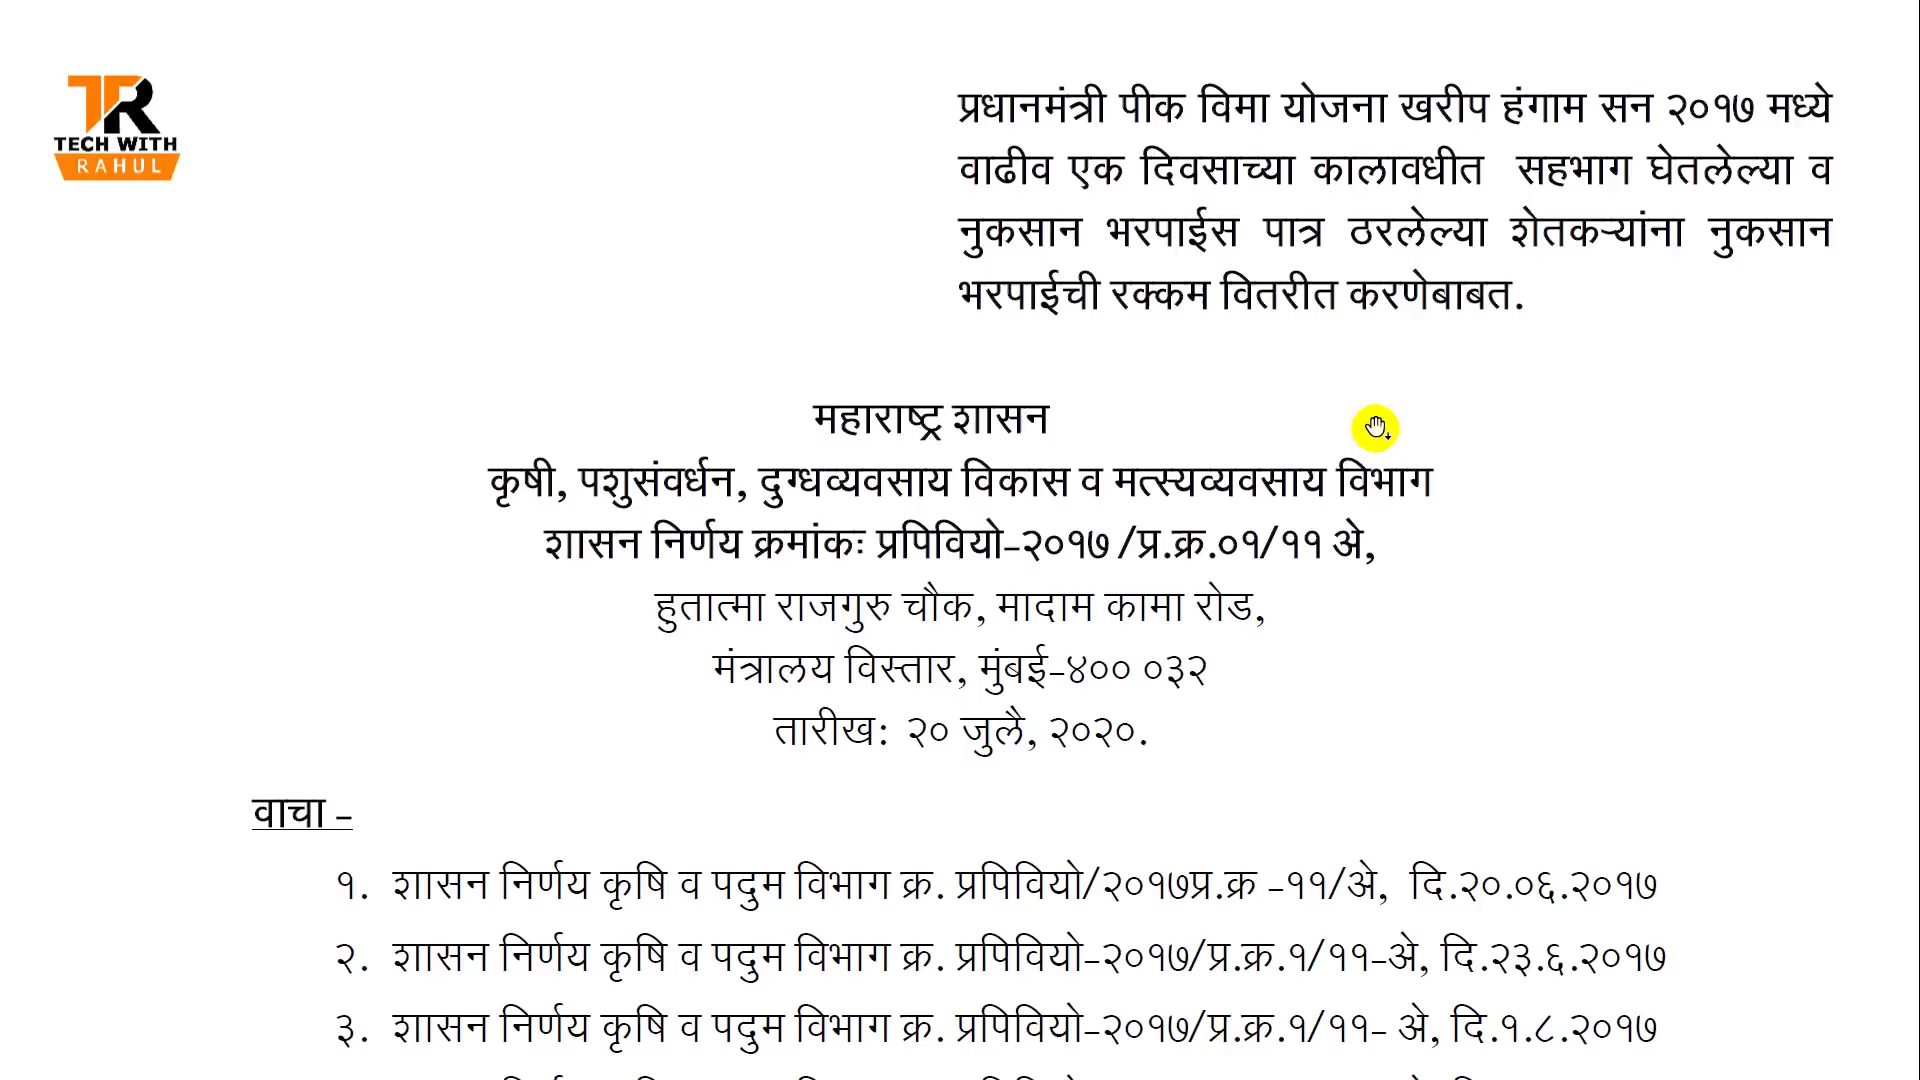 TR
TECH WITH
RAHUL
प्रधानमंत्री पीक विमा योजना खरीप हंगाम सन २०१७ मध्ये
वाढीव एक दिवसाच्या कालावधीत सहभाग घेतलेल्या व
नुकसान भरपाईस पात्र ठरलेल्या शेतकऱ्यांना नुकसान
भरपाईची रक्कम वितरीत करणेबाबत.
महाराष्ट्र शासन
कृषी, पशुसंवर्धन, दुग्धव्यवसाय विकास व मत्स्यव्यवसाय विभाग
शासन निर्णय क्रमांकः प्रपिवियो-२०१७ /प्र.क्र.०१/११ अे,
हुतात्मा राजगुरु चौक, मादाम कामा रोड,
मंत्रालय विस्तार, मुंबई-४०० ०३२
तारीख: २० जुलै, २०२०.
वाचा -
१. शासन निर्णय कृषि व पदुम विभाग क्र. प्रपिवियो/२०१७प्र.क्र -११/अे, दि.२०.०६.२०१७
२. शासन निर्णय कृषि व पदुम विभाग क्र. प्रपिवियो-२०१७/प्र.क्र.१/११-अे, दि.२३.६.२०१७
३. शासन निर्णय कृषि व पदुम विभाग क्र. प्रपिवियो-२०१७/प्र.क्र.१/११- अे, दि.१.८.२०१७